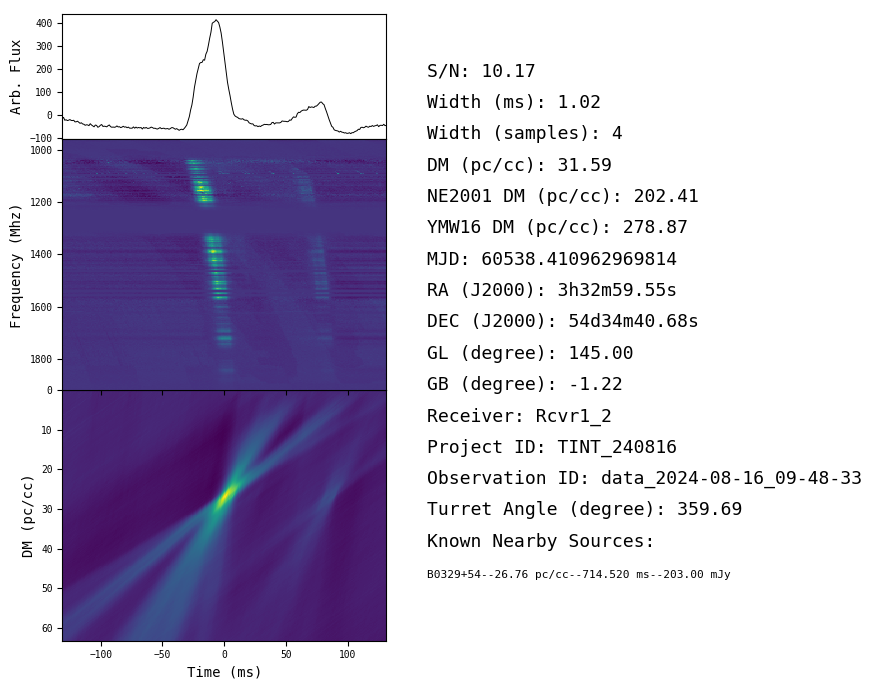 400
300
200
100
0
−100
Arb. Flux
1000
1200
1400
1600
1800
Frequency (Mhz)
0
10
20
30
40
50
60
DM (pc/cc)
−100
−50
0
50
100
Time (ms)
S/N: 10.17
Width (ms): 1.02
Width (samples): 4
DM (pc/cc): 31.59
NE2001 DM (pc/cc): 202.41
YMW16 DM (pc/cc): 278.87
MJD: 60538.410962969814
RA (J2000): 3h32m59.55s
DEC (J2000): 54d34m40.68s
GL (degree): 145.00
GB (degree): -1.22
Receiver: Rcvr1_2
Project ID: TINT_240816
Observation ID: data_2024-08-16_09-48-33
Turret Angle (degree): 359.69
Known Nearby Sources:
B0329+54--26.76 pc/cc--714.520 ms--203.00 mJy